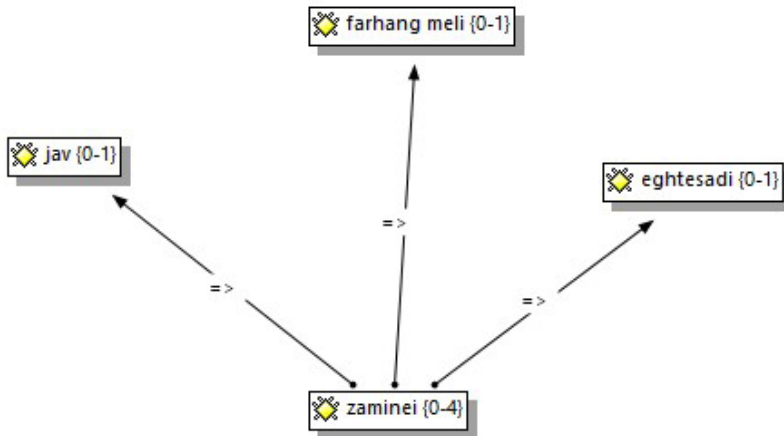 farhang meli {0-1}
jav {0-1}
eghtesadi {0-1}
=>
=>
=>
zaminei {0-4}